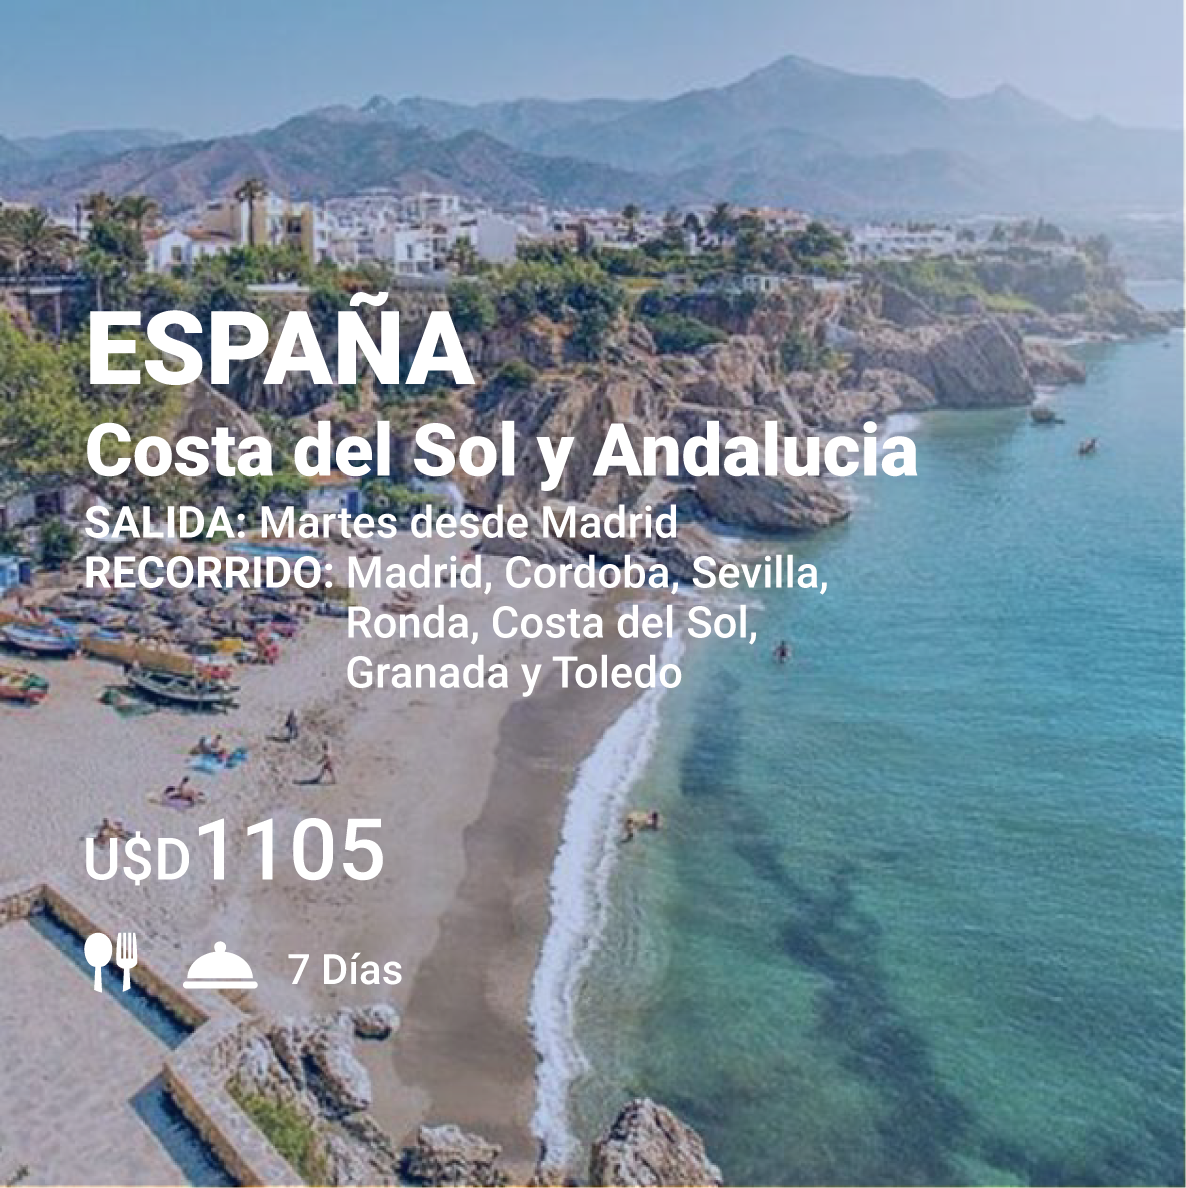 ESPAÑA
Costa del Sol y Andalucia
SALIDA: Martes desde Madrid
RECORRIDO: Madrid, Cordoba, Sevilla,
Ronda, Costa del Sol,
Granada y Toledo
U$D1105
7 Días